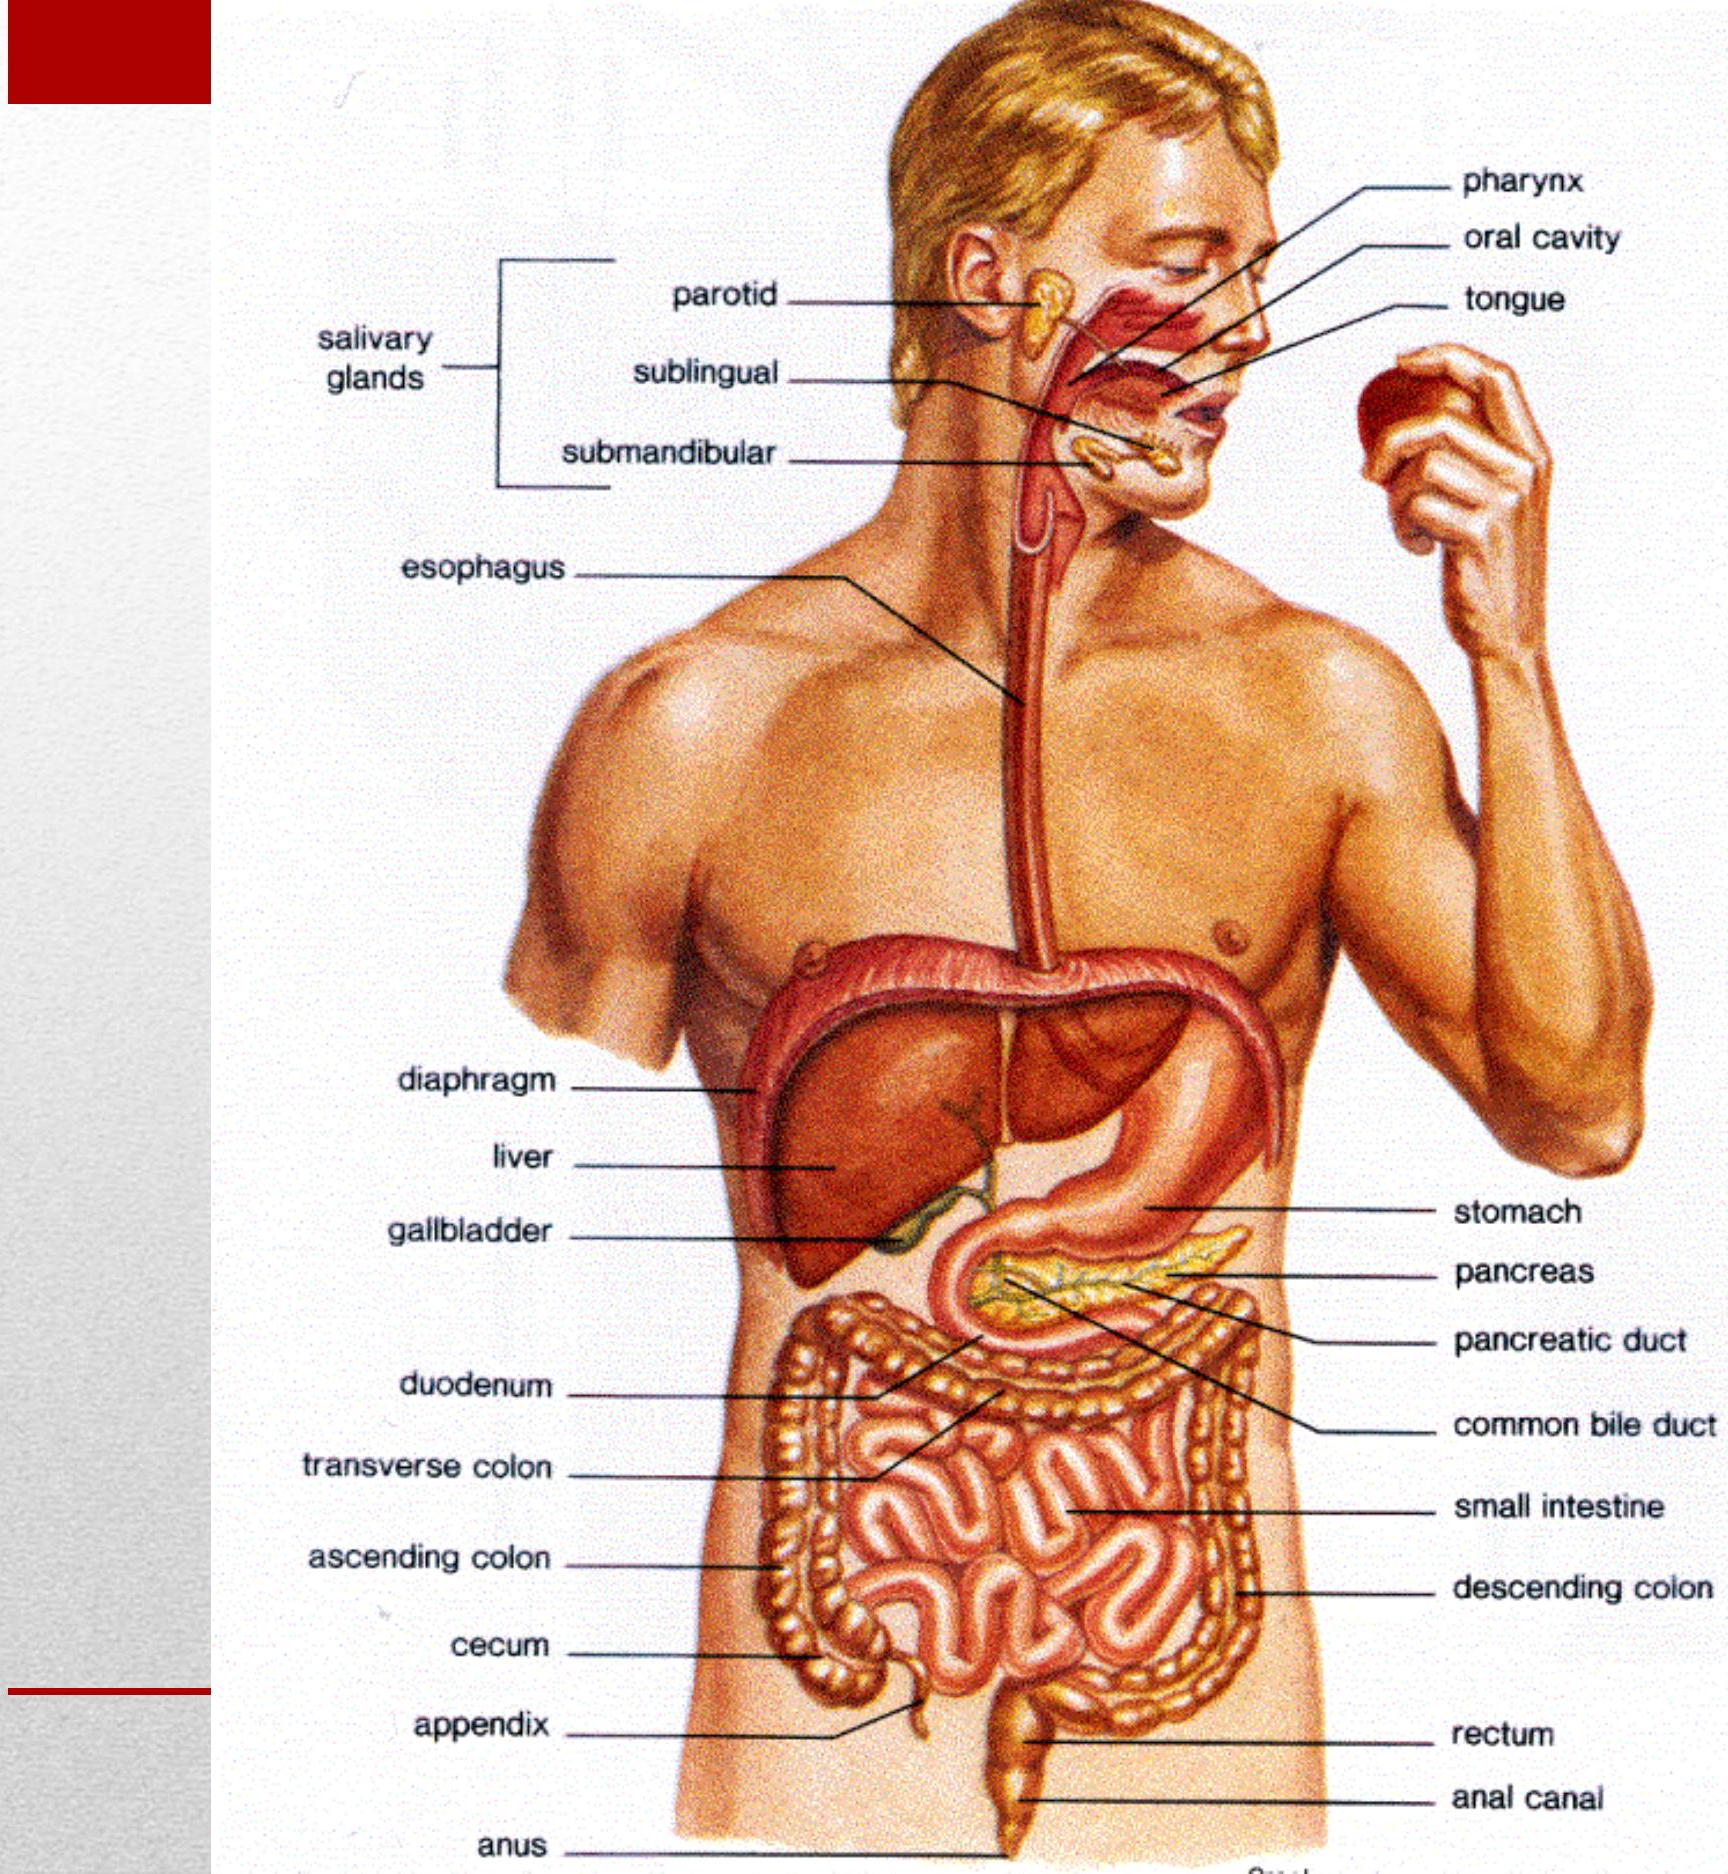 pharynx
oral cavity
tongue
parotid
sublingual
submandibular
salivary
glands
esophagus
diaphragm
liver
gallbladder
duodenum
transverse colon
ascending colon
cecum
appendix
anus
stomach
pancreas
pancreatic duct
common bile duct
small intestine
descending colon
rectum
anal canal